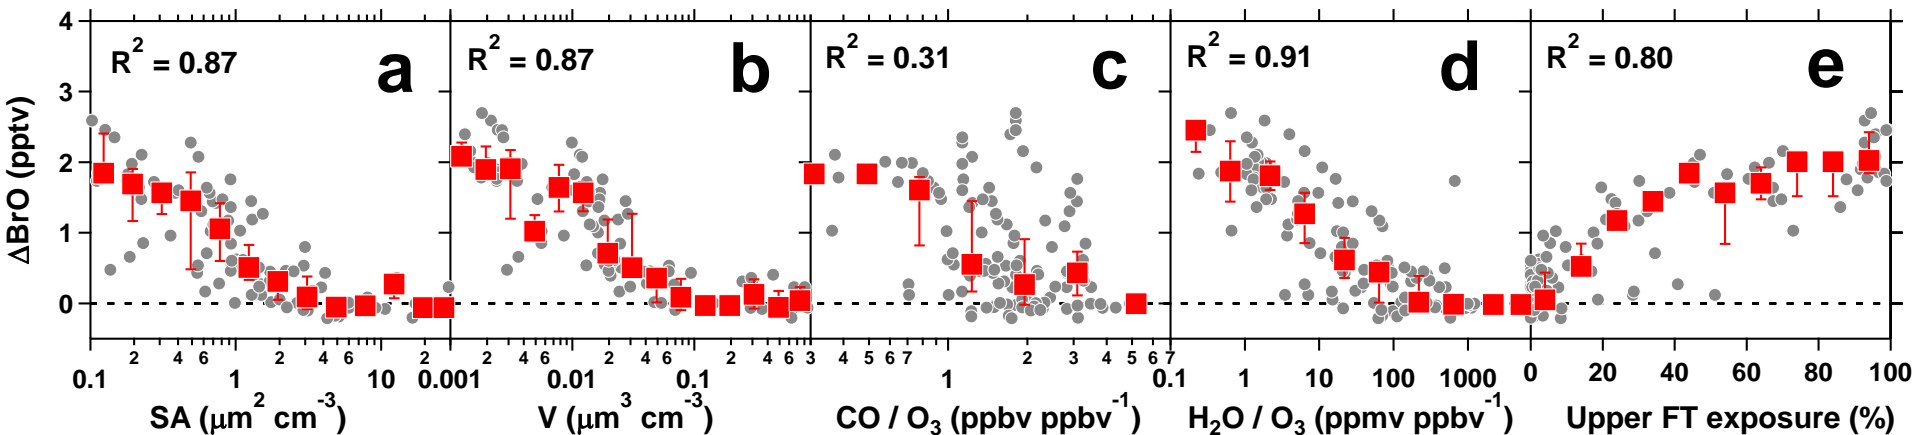 4
3
2
1
0
ΔBrO (pptv)
R² = 0.87
a
R² = 0.87
b
R² = 0.31
c
R² = 0.91
d
R² = 0.80
e
2 4 6 2 4 6 2
0.1 1 10
SA (μm² cm⁻³)
2 4 6 2 4 6 2 4 6
0.001 0.01 0.1
V (μm³ cm⁻³)
3 4 5 6 7 2 3 4 5 6 7
1
CO / O₃ (ppbv ppbv⁻¹)
0.1 1 10 100 1000
H₂O / O₃ (ppmv ppbv⁻¹)
0 20 40 60 80 100
Upper FT exposure (%)